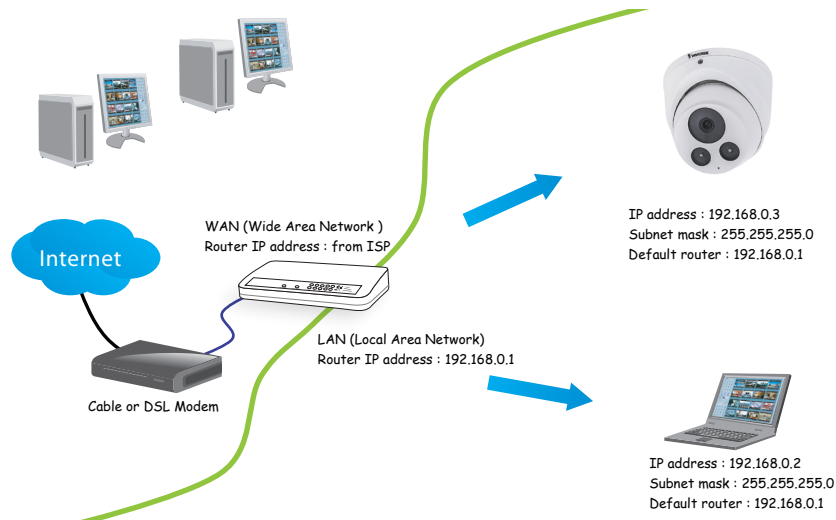 WAN (Wide Area Network )
Router IP address : from ISP
Internet
LAN (Local Area Network)
Router IP address : 192.168.0.1
Cable or DSL Modem
IP address : 192.168.0.3
Subnet mask : 255.255.255.0
Default router : 192.168.0.1
IP address : 192.168.0.2
Subnet mask : 255.255.255.0
Default router : 192.168.0.1